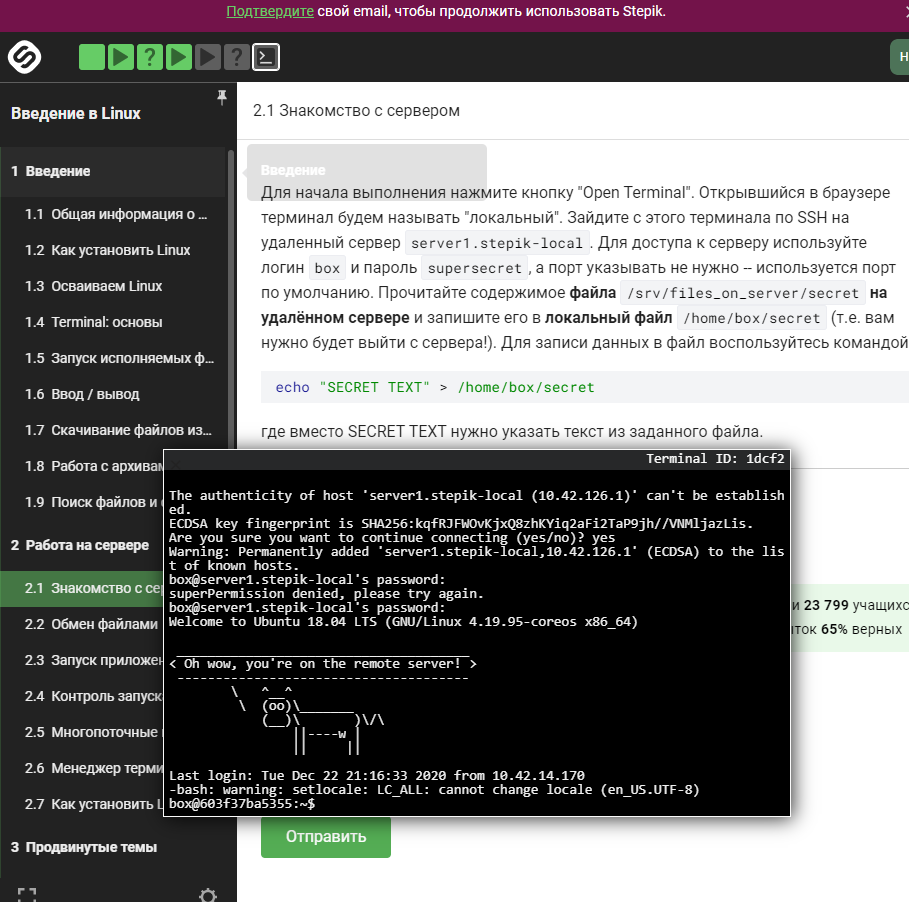 Подтвердите свой email, чтобы продолжить использовать Stepik.
Н
Введение в Linux
2.1 Знакомство с сервером
1 Введение
1.1 Общая информация о ...
1.2 Как установить Linux
1.3 Осваиваем Linux
1.4 Terminal: основы
1.5 Запуск исполняемых ф...
1.6 Ввод / вывод
1.7 Скачивание файлов из...
1.8 Работа с архивам
1.9 Поиск файлов и
2 Работа на сервере
2.1 Знакомство с сер
2.2 Обмен файлами
2.3 Запуск приложен
2.4 Контроль запуск
2.5 Многопоточные
2.6 Менеджер терми
2.7 Как установить L
3 Продвинутые темы
Введение
Для начала выполнения нажмите кнопку "Open Terminal". Открывшийся в браузере
терминал будем называть "локальный". Зайдите с этого терминала по SSH на
удаленный сервер server1.stepik-local . Для доступа к серверу используйте
логин box и пароль supersecret , а порт указывать не нужно -- используется порт
по умолчанию. Прочитайте содержимое файла /srv/files_on_server/secret на
удалённом сервере и запишите его в локальный файл /home/box/secret (т.е. вам
нужно будет выйти с сервера!). Для записи данных в файл воспользуйтесь командой
echo "SECRET TEXT" > /home/box/secret
где вместо SECRET TEXT нужно указать текст из заданного файла.
Terminal ID: 1dcf2
The authenticity of host 'server1.stepik-local (10.42.126.1)' can't be establish
ed.
ECDSA key fingerprint is SHA256:kqfRJFWOvKjxQ8zhKYiq2aFi2TaP9jh//VNMljazLis.
Are you sure you want to continue connecting (yes/no)? yes
Warning: Permanently added 'server1.stepik-local,10.42.126.1' (ECDSA) to the lis
t of known hosts.
box@server1.stepik-local's password:
superPermission denied, please try again.
box@server1.stepik-local's password:
Welcome to Ubuntu 18.04 LTS (GNU/Linux 4.19.95-coreos x86_64)
< Oh wow, you're on the remote server! >
\ ^__^
\ (oo)\_______
(__)\ )\/\
||----w |
|| ||
Last login: Tue Dec 22 21:16:33 2020 from 10.42.14.170
-bash: warning: setlocale: LC_ALL: cannot change locale (en_US.UTF-8)
box@603f37ba5355:~$
и 23 799 учащихс
ток 65% верных
Отправить